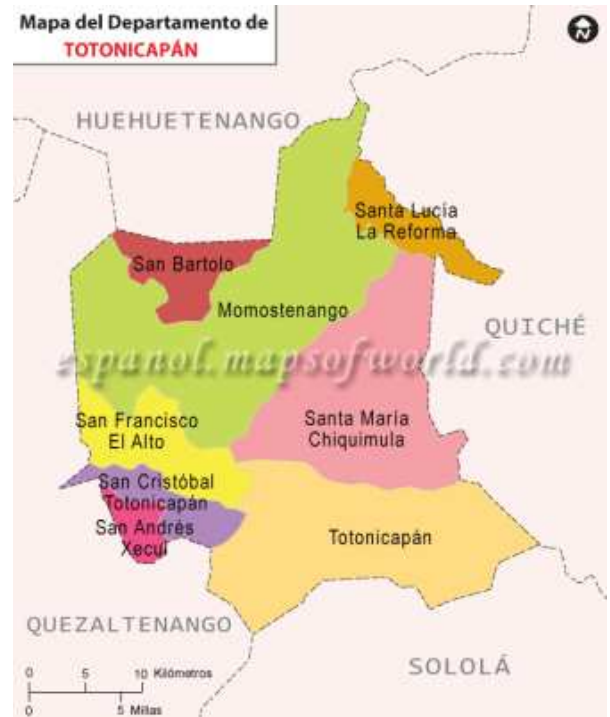 Mapa del Departamento de
TOTONICAPÁN
N
HUEHUETENANGO
Santa Lucía
La Reforma
San Bartolo
Momostenango
QUICHÉ
espanol.mapsofworld.com
San Francisco
El Alto
Santa María
Chiquimula
San Cristóbal
Totonicapán
San Andrés
Xecul
Totonicapán
QUEZALTENANGO
SOLOLÁ
0 5 10 Kilómetros
0 5 Millas